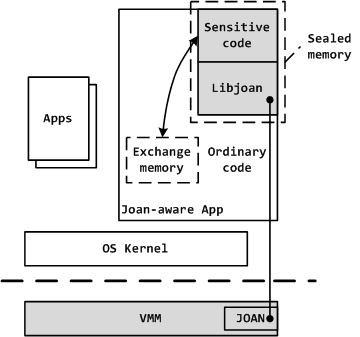 Sensitive
code
Sealed
memory
Libjoan
Apps
Exchange
memory
Ordinary
code
Joan-aware App
OS Kernel
VMM
JOAN